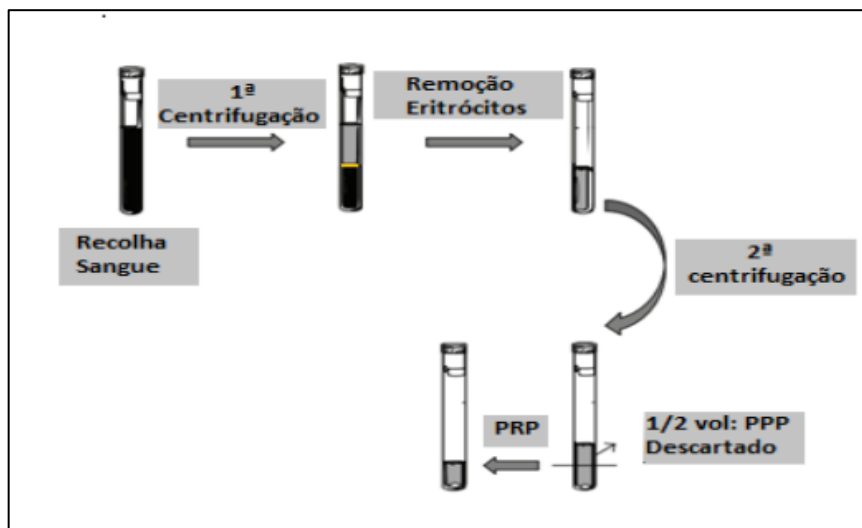 Recolha
Sangue
1ª
Centrifugação
Remoção
Eritrócitos
2ª
centrifugação
1/2 vol: PPP
Descartado
PRP